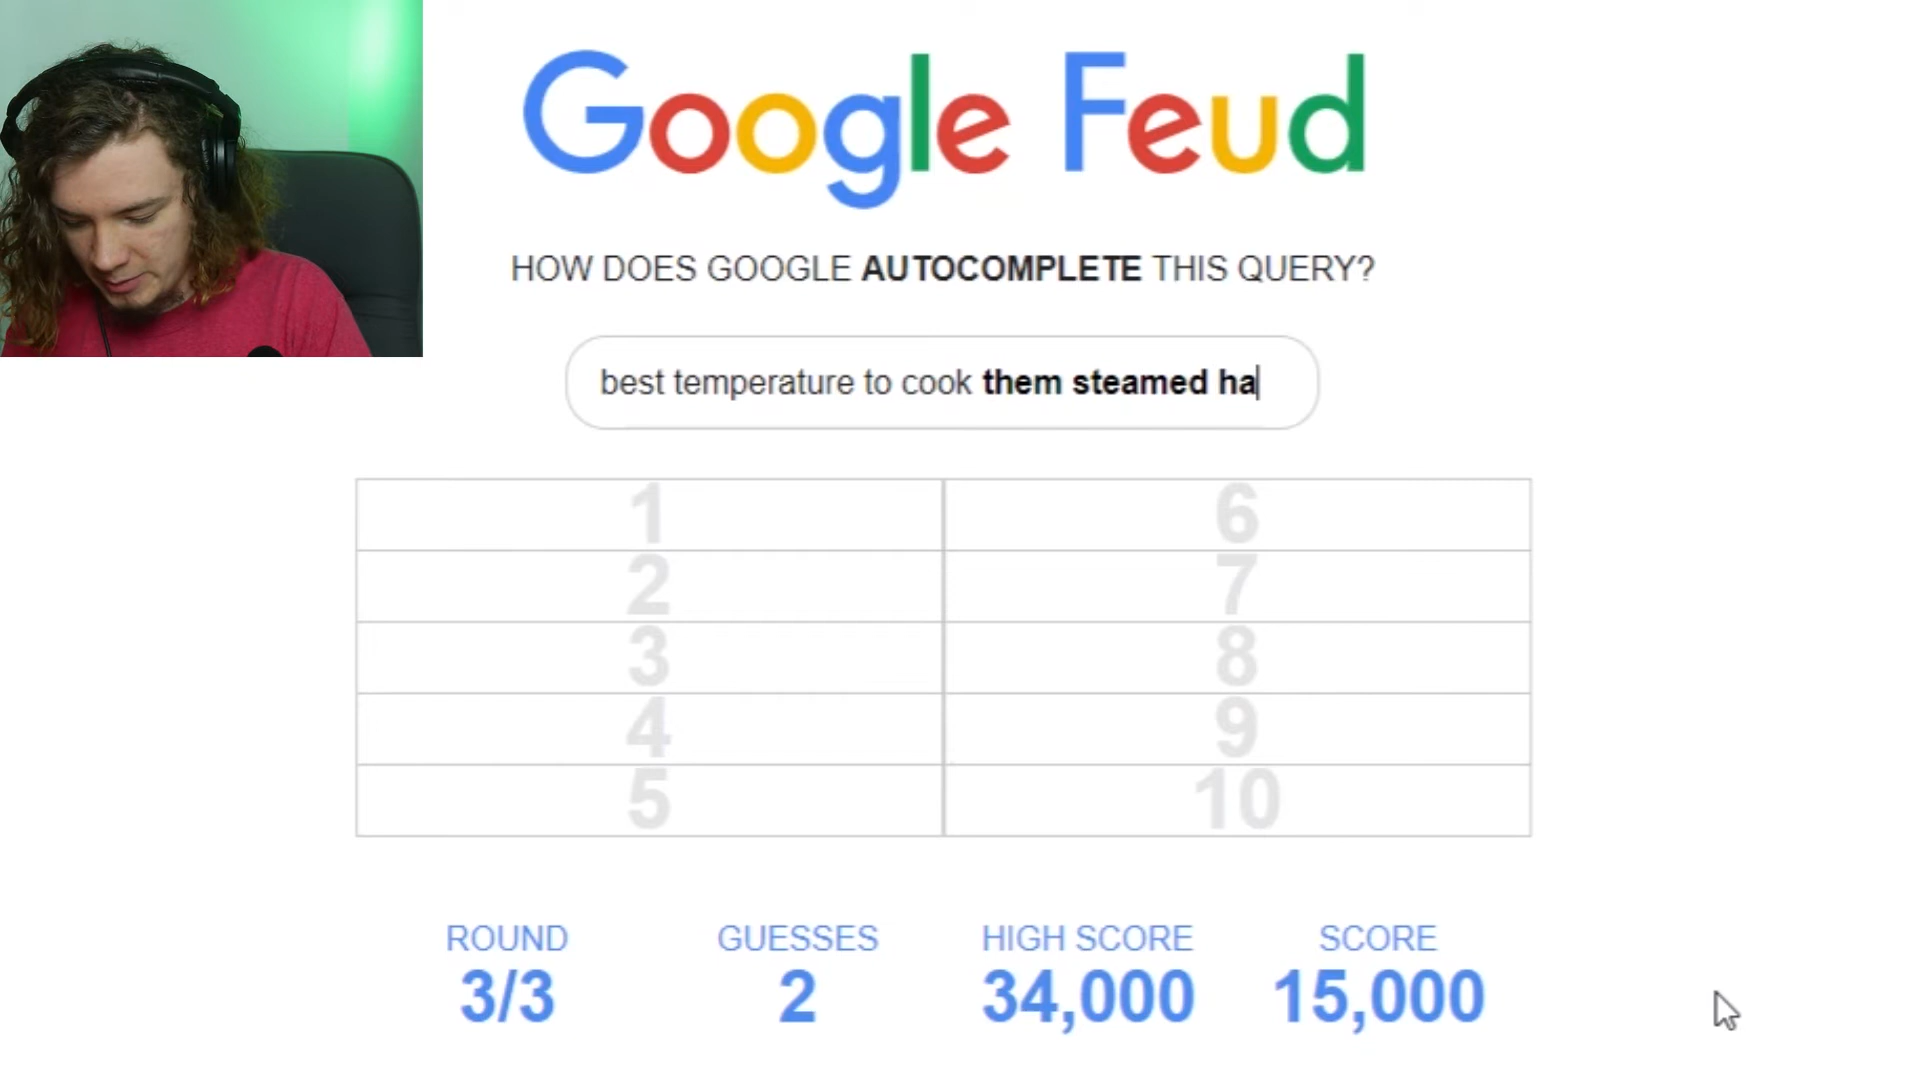 Google Feud
HOW DOES GOOGLE AUTOCOMPLETE THIS QUERY?
best temperature to cook them steamed ha
1 6
2 7
3 8
4 9
5 10
ROUND GUESSES HIGH SCORE SCORE
3/3 2 34,000 15,000